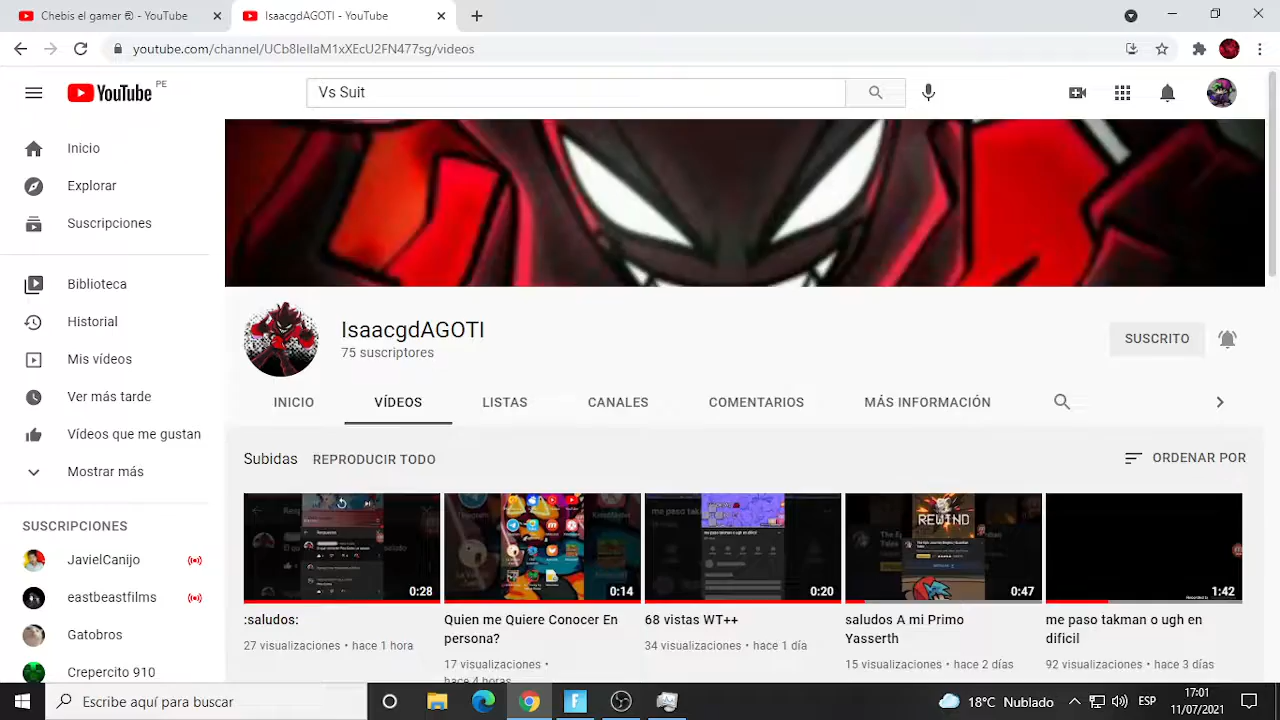 Chebís el gamer
- YouTube
IsaacgdAGOTI - YouTube
youtube.com/channel/UCb8IelIaM1xXEcU2FN477sg/videos
YouTube PE
Vs Suit
Inicio
Explorar
Suscripciones
Biblioteca
Historial
Mis vídeos
Ver más tarde
Vídeos que me gustan
Mostrar más
SUSCRIPCIONES
JavielCanijo
eastbeastfilms
Gatobros
Crepercito 910
IsaacgdAGOTI
75 suscriptores
SUSCRITO
INICIO
VÍDEOS
LISTAS
CANALES
COMENTARIOS
MÁS INFORMACIÓN
Subidas
REPRODUCIR TODO
ORDENAR POR
REWIND
0:28
0:14
0:20
0:47
1:42
:saludos:
27 visualizaciones • hace 1 hora
Quien me Quiere Conocer En
persona?
17 visualizaciones •
hace 4 horas
68 vistas WT++
34 visualizaciones • hace 1 día
saludos A mi Primo
Yasserth
15 visualizaciones • hace 2 días
me paso takman o ugh en
dificil
92 visualizaciones • hace 3 días
Escribe aquí para buscar
18°C Nublado
ESP
17:01
11/07/2021